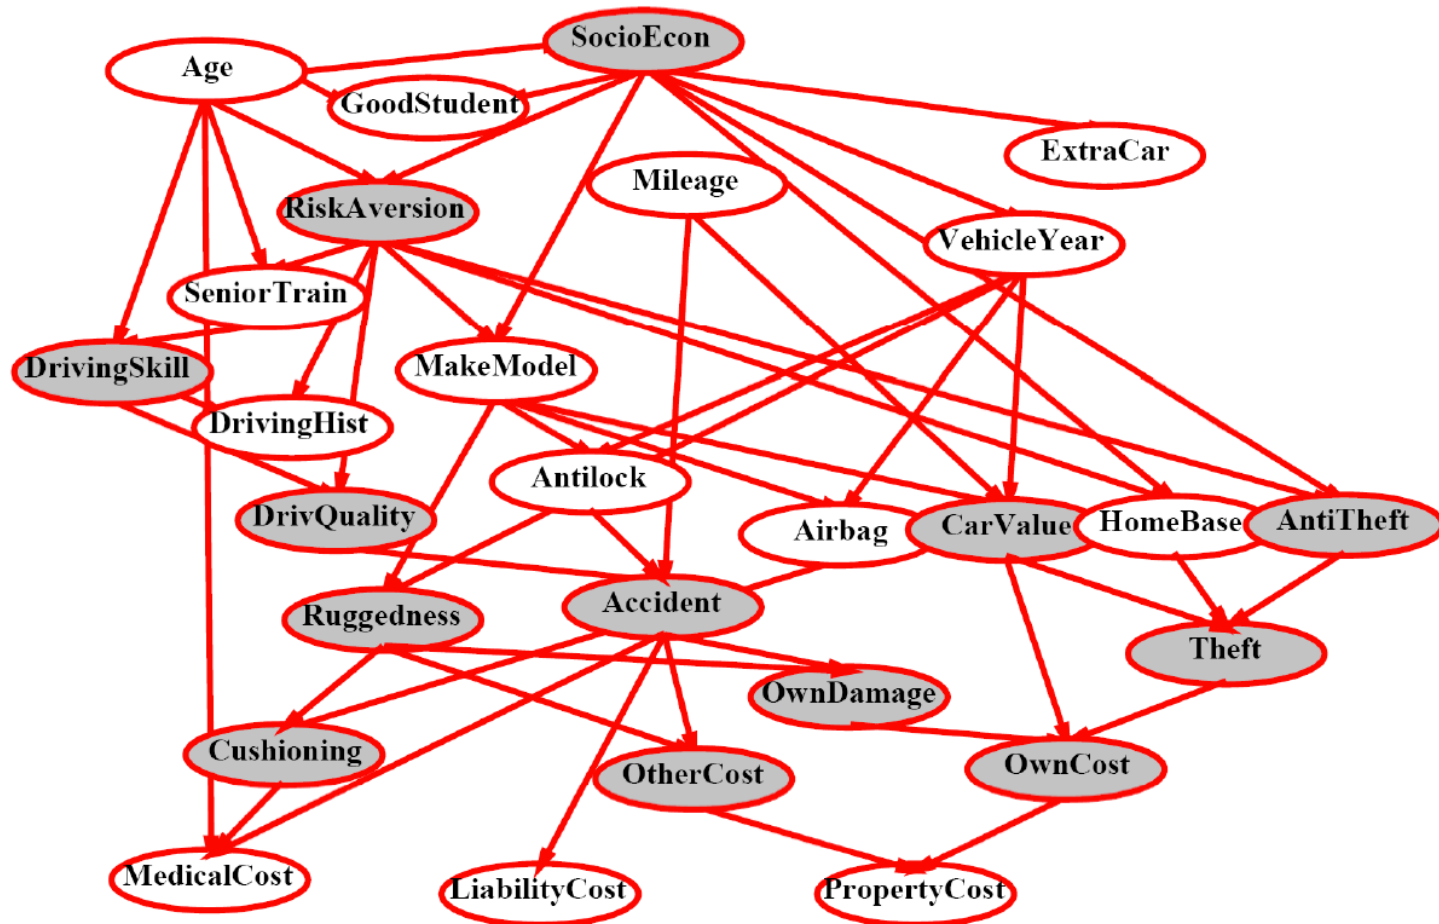 SocioEcon
Age
GoodStudent
ExtraCar
Mileage
RiskAversion
VehicleYear
SeniorTrain
DrivingSkill
MakeModel
DrivingHist
Antilock
DrivQuality
Airbag
CarValue
HomeBase
AntiTheft
Ruggedness
Accident
Theft
OwnDamage
Cushioning
OtherCost
OwnCost
MedicalCost
LiabilityCost
PropertyCost